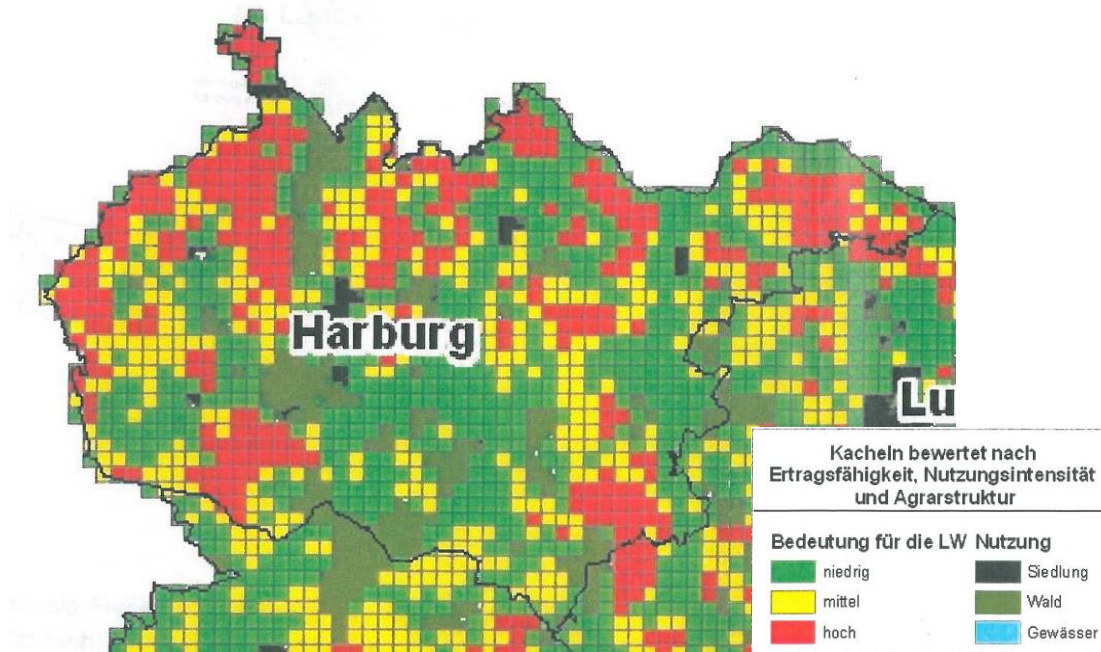 Harburg
Lu
Kacheln bewertet nach
Ertragsfähigkeit, Nutzungsintensität
und Agrarstruktur
Bedeutung für die LW Nutzung
niedrig Siedlung
mittel Wald
hoch Gewässer